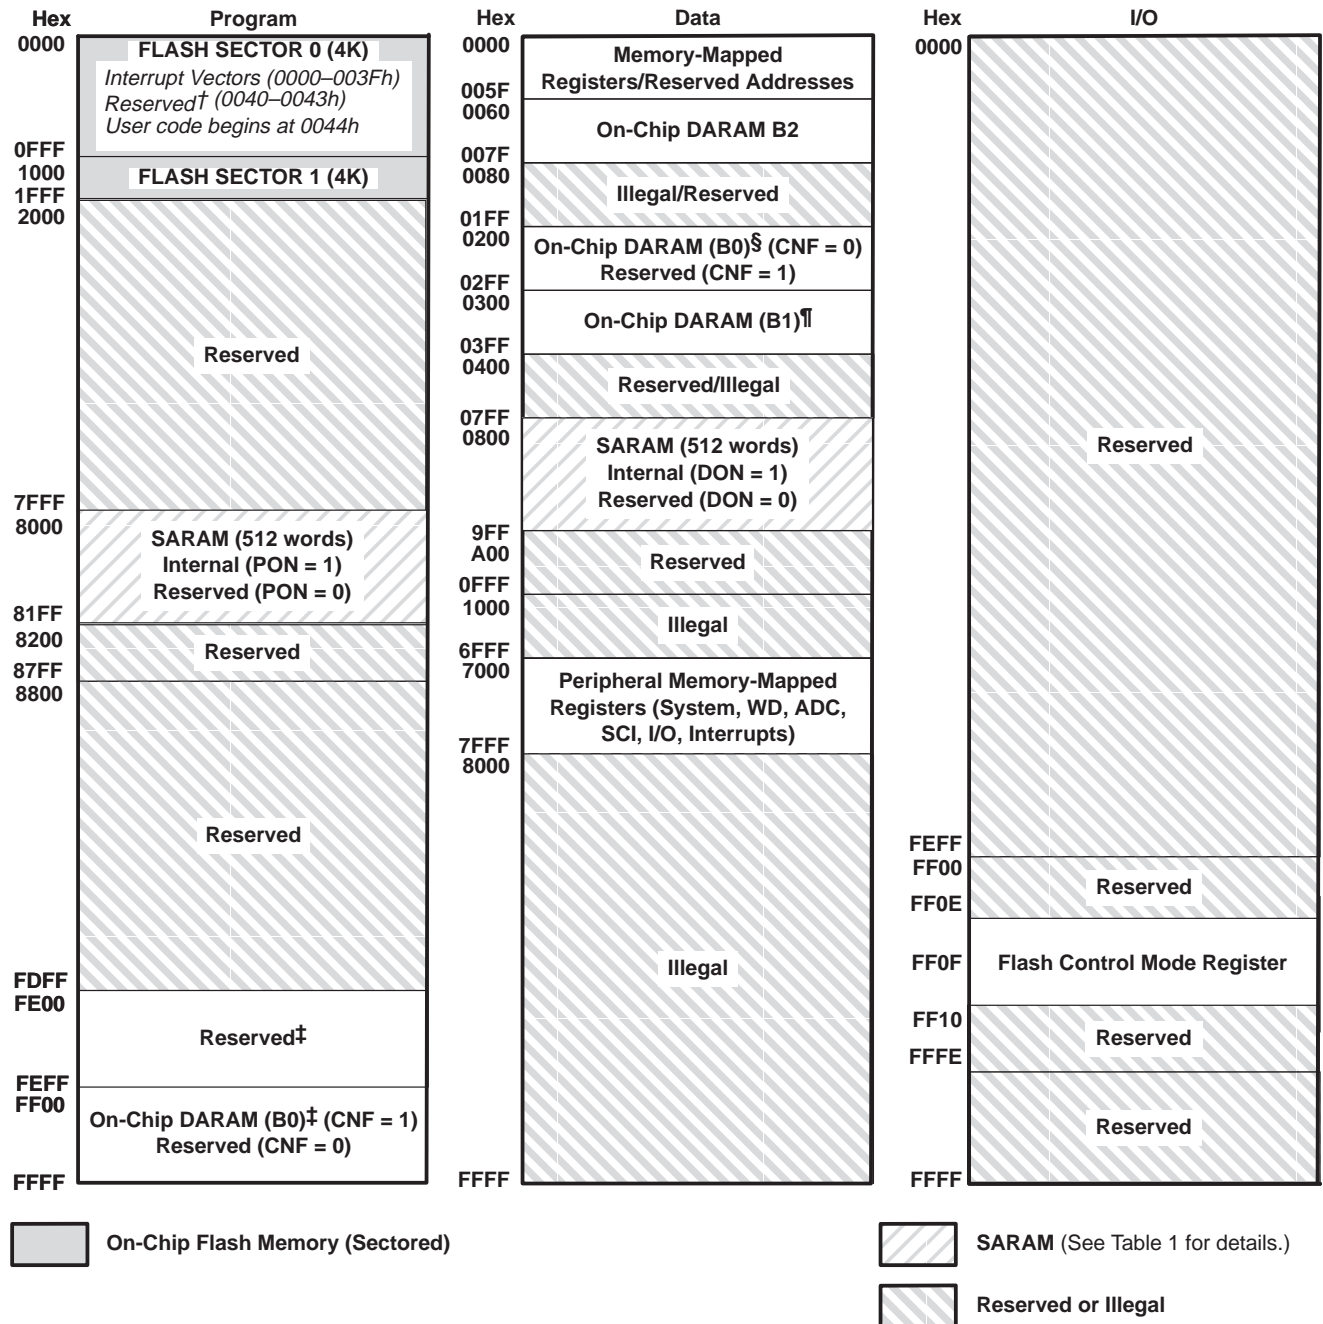 Hex Program
0000
FLASH SECTOR 0 (4K)
Interrupt Vectors (0000–003Fh)
Reserved† (0040–0043h)
User code begins at 0044h
0FFF
1000
FLASH SECTOR 1 (4K)
1FFF
2000
Reserved
7FFF
8000
SARAM (512 words)
Internal (PON = 1)
Reserved (PON = 0)
81FF
8200
Reserved
87FF
8800
Reserved
FDFF
FE00
Reserved‡
FEFF
FF00
On-Chip DARAM (B0)‡ (CNF = 1)
Reserved (CNF = 0)
FFFF
Hex Data
0000
Memory-Mapped
Registers/Reserved Addresses
005F
0060
On-Chip DARAM B2
007F
0080
Illegal/Reserved
01FF
0200
On-Chip DARAM (B0)§ (CNF = 0)
Reserved (CNF = 1)
02FF
0300
On-Chip DARAM (B1)¶
03FF
0400
Reserved/Illegal
07FF
0800
SARAM (512 words)
Internal (DON = 1)
Reserved (DON = 0)
9FF
A00
Reserved
0FFF
1000
Illegal
6FFF
7000
Peripheral Memory-Mapped
Registers (System, WD, ADC,
SCI, I/O, Interrupts)
7FFF
8000
Illegal
FFFF
Hex I/O
0000
Reserved
FEFF
FF00
Reserved
FF0E
FF0F Flash Control Mode Register
FF10
Reserved
FFFE
Reserved
FFFF
On-Chip Flash Memory (Sectored)
SARAM (See Table 1 for details.)
Reserved or Illegal